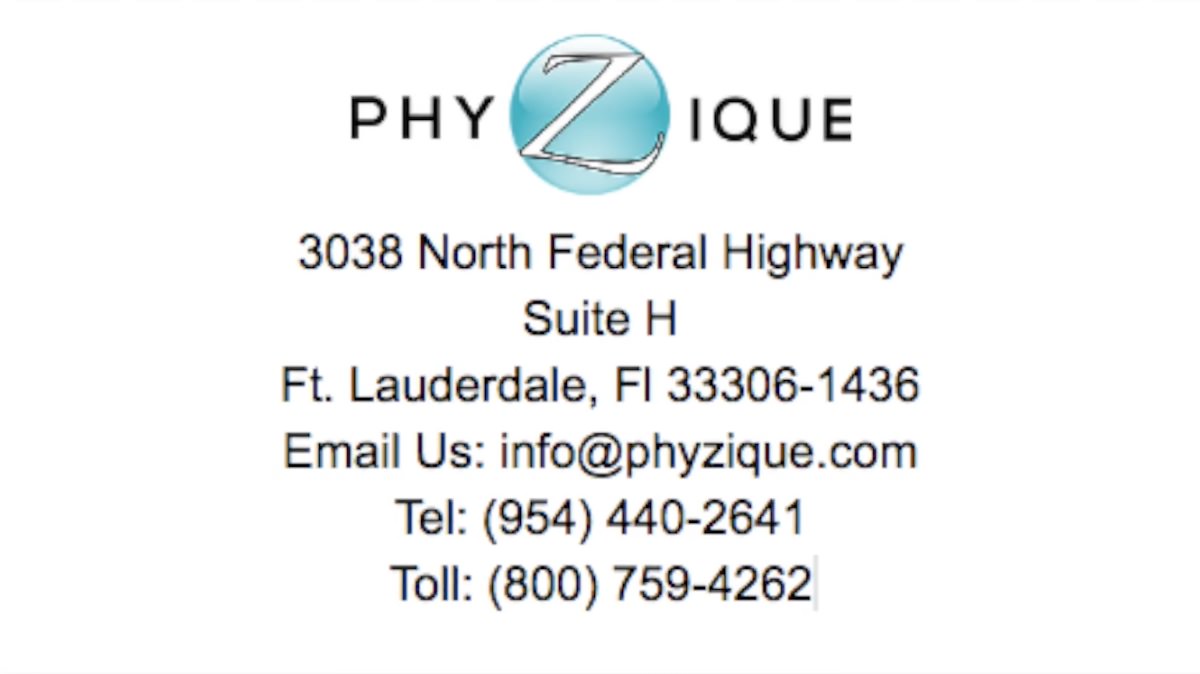 PHYZIQUE
3038 North Federal Highway
Suite H
Ft. Lauderdale, Fl 33306-1436
Email Us: info@phyzique.com
Tel: (954) 440-2641
Toll: (800) 759-4262